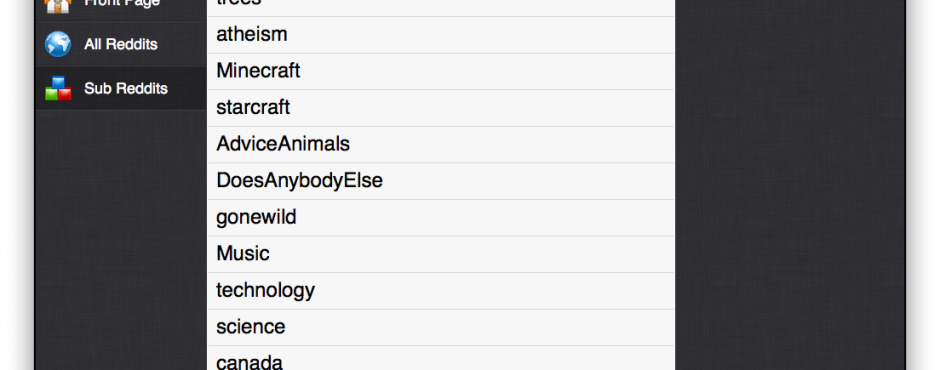 Front Page
All Reddits
Sub Reddits
trees
atheism
Minecraft
starcraft
AdviceAnimals
DoesAnybodyElse
gonewild
Music
technology
science
canada